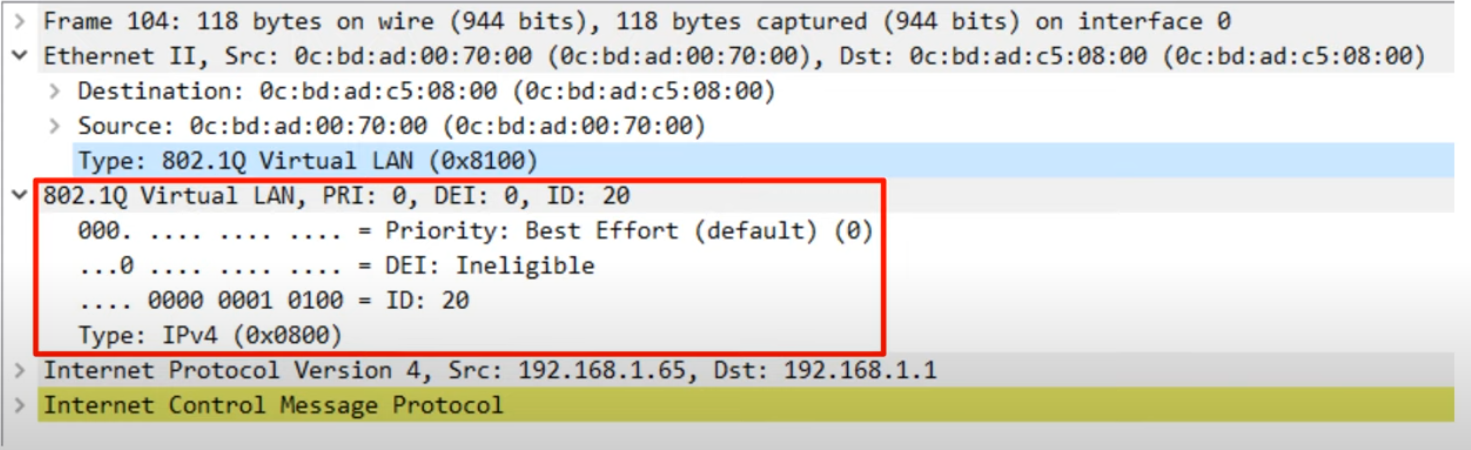 Frame 104: 118 bytes on wire (944 bits), 118 bytes captured (944 bits) on interface 0
Ethernet II, Src: 0c:bd:ad:00:70:00 (0c:bd:ad:00:70:00), Dst: 0c:bd:ad:c5:08:00 (0c:bd:ad:c5:08:00)
Destination: 0c:bd:ad:c5:08:00 (0c:bd:ad:c5:08:00)
Source: 0c:bd:ad:00:70:00 (0c:bd:ad:00:70:00)
Type: 802.1Q Virtual LAN (0x8100)
802.1Q Virtual LAN, PRI: 0, DEI: 0, ID: 20
000. .... .... .... = Priority: Best Effort (default) (0)
...0 .... .... .... = DEI: Ineligible
.... 0000 0001 0100 = ID: 20
Type: IPv4 (0x0800)
Internet Protocol Version 4, Src: 192.168.1.65, Dst: 192.168.1.1
Internet Control Message Protocol